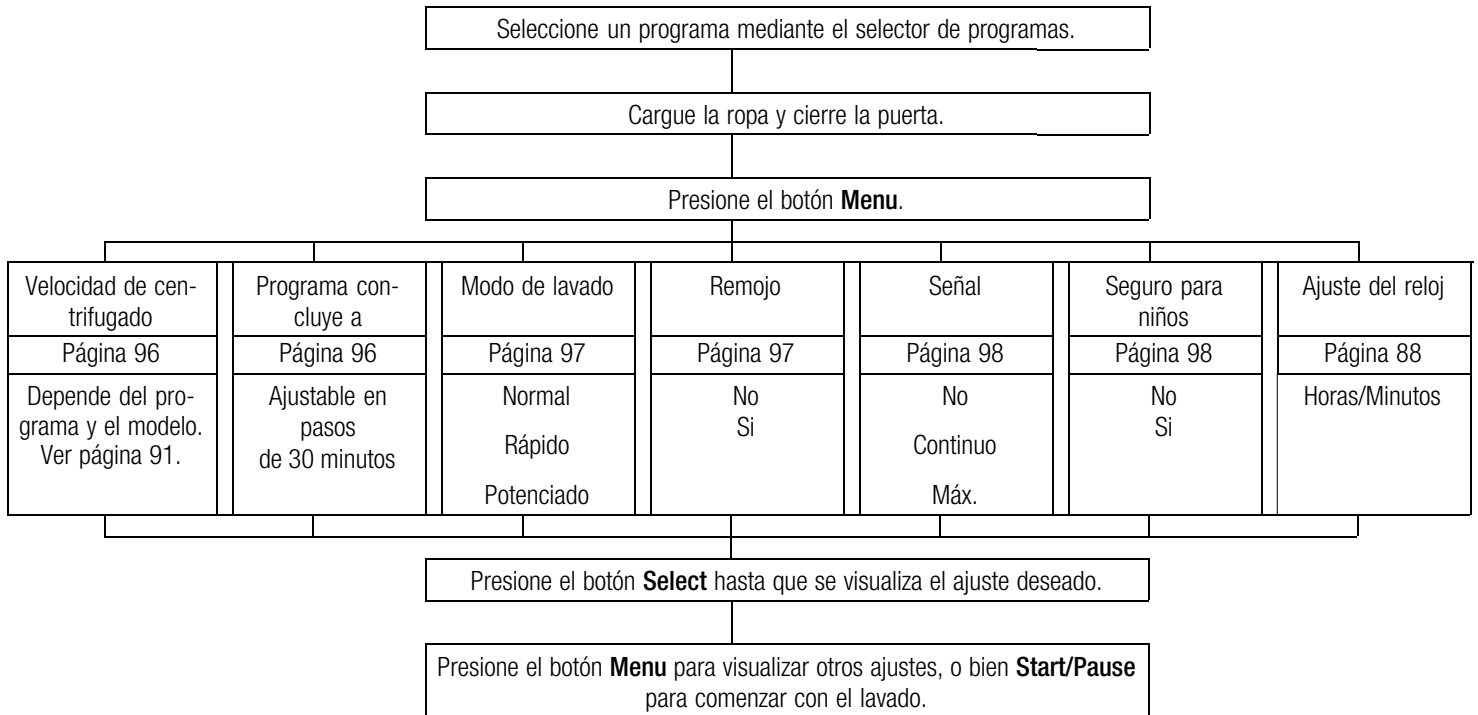 Seleccione un programa mediante el selector de programas.
Cargue la ropa y cierre la puerta.
Presione el botón Menu.
Velocidad de cen-
trifugado
Página 96
Depende del pro-
grama y el modelo.
Ver página 91.
Programa con-
cluye a
Página 96
Ajustable en
pasos
de 30 minutos
Modo de lavado
Página 97
Normal
Rápido
Potenciado
Remojo
Página 97
No
Si
Señal
Página 98
No
Continuo
Máx.
Seguro para
niños
Página 98
No
Si
Ajuste del reloj
Página 88
Horas/Minutos
Presione el botón Select hasta que se visualiza el ajuste deseado.
Presione el botón Menu para visualizar otros ajustes, o bien Start/Pause
para comenzar con el lavado.